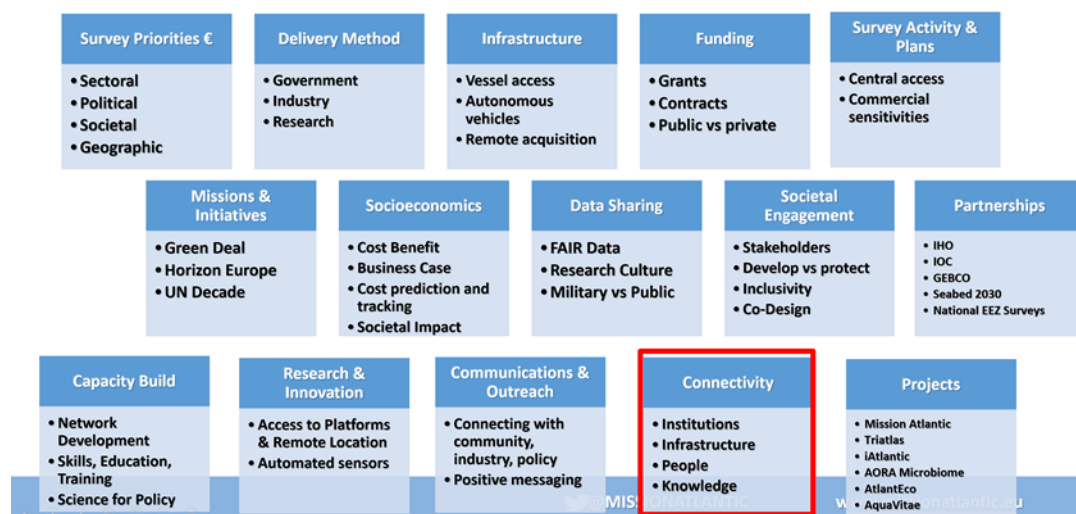 Survey Priorities €
• Sectoral
• Political
• Societal
• Geographic
Delivery Method
• Government
• Industry
• Research
Infrastructure
• Vessel access
• Autonomous
vehicles
• Remote acquisition
Funding
• Grants
• Contracts
• Public vs private
Survey Activity &
Plans
• Central access
• Commercial
sensitivities
Missions &
Initiatives
• Green Deal
• Horizon Europe
• UN Decade
Socioeconomics
• Cost Benefit
• Business Case
• Cost prediction and
tracking
• Societal Impact
Data Sharing
• FAIR Data
• Research Culture
• Military vs Public
Societal
Engagement
• Stakeholders
• Develop vs protect
• Inclusivity
• Co-Design
Partnerships
• IHO
• IOC
• GEBCO
• Seabed 2030
• National EEZ Surveys
Capacity Build
• Network
Development
• Skills, Education,
Training
• Science for Policy
Research &
Innovation
• Access to Platforms
& Remote Location
• Automated sensors
Communications &
Outreach
• Connecting with
community,
industry, policy
• Positive messaging
Connectivity
• Institutions
• Infrastructure
• People
• Knowledge
Projects
• Mission Atlantic
• Triatlas
• iAtlantic
• AORA Microbiome
• AtlantEco
• AquaVitae